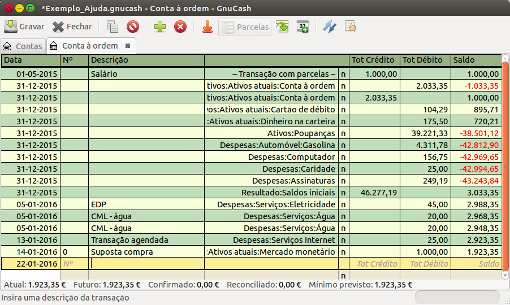 *Exemplo_Ajuda.gnucash - Conta à ordem - GnuCash
Gravar Fechar Parcelas
Contas Conta à ordem
Data Nº Descrição Tot Crédito Tot Débito Saldo
01-05-2015 Salário -- Transação com parcelas -- n 1.000,00 1.000,00
31-12-2015 tivos:Ativos atuais:Conta à ordem n 2.033,35 -1.033,35
31-12-2015 tivos:Ativos atuais:Conta à ordem n 2.033,35 1.000,00
31-12-2015 os:Ativos atuais:Cartão de débito n 104,29 895,71
31-12-2015 :Ativos atuais:Dinheiro na carteira n 175,50 720,21
31-12-2015 Ativos:Poupanças n 39.221,33 -38.501,12
31-12-2015 Despesas:Automóvel:Gasolina n 4.311,78 -42.812,90
31-12-2015 Despesas:Computador n 156,75 -42.969,65
31-12-2015 Despesas:Caridade n 25,00 -42.994,65
31-12-2015 Despesas:Assinaturas n 249,19 -43.243,84
31-12-2015 Resultado:Saldos iniciais n 46.277,19 3.033,35
05-01-2016 EDP Despesas:Serviços:Eletricidade n 45,00 2.988,35
05-01-2016 CML - água Despesas:Serviços:Água n 20,00 2.968,35
05-01-2016 CML - água Despesas:Serviços:Água n 20,00 2.948,35
13-01-2016 Transação agendada Despesas:Serviços Internet n 25,00 2.923,35
14-01-2016 0 Suposta compra :Ativos atuais:Mercado monetário n 1.000,00 1.923,35
22-01-2016 Nº n Tot Crédito Tot Débito Saldo
n
Atual: 1.923,35 € Futuro: 1.923,35 € Confirmado: 0,00 € Reconciliado: 0,00 € Mínimo previsto: 1.923,35 €
Insira uma descrição da transação